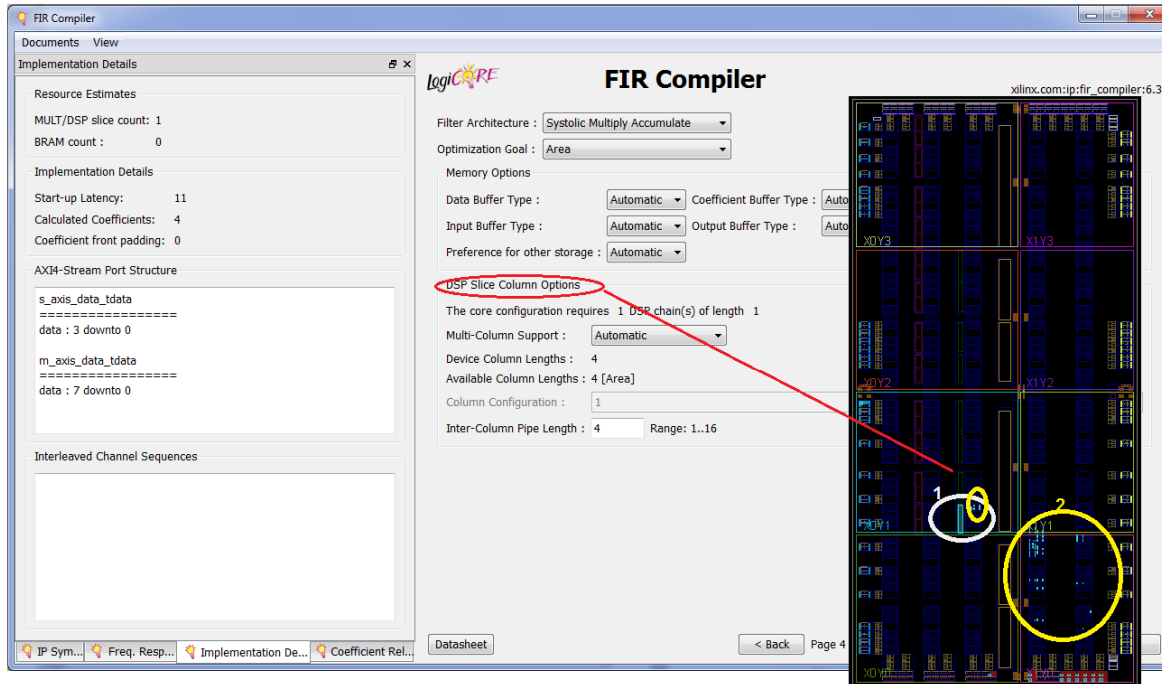 FIR Compiler
Documents View
Implementation Details
Resource Estimates
MULT/DSP slice count: 1
BRAM count : 0
Implementation Details
Start-up Latency: 11
Calculated Coefficients: 4
Coefficient front padding: 0
AXI4-Stream Port Structure
s_axis_data_tdata
=================
data : 3 downto 0
m_axis_data_tdata
=================
data : 7 downto 0
Interleaved Channel Sequences
IP Sym... Freq. Resp... Implementation De... Coefficient Rel...
logiCORE
FIR Compiler
xilinx.com:ip:fir_compiler:6.3
Filter Architecture : Systolic Multiply Accumulate
Optimization Goal : Area
Memory Options
Data Buffer Type : Automatic Coefficient Buffer Type : Auto
Input Buffer Type : Automatic Output Buffer Type : Auto
Preference for other storage : Automatic
DSP Slice Column Options
The core configuration requires 1 DSP chain(s) of length 1
Multi-Column Support : Automatic
Device Column Lengths : 4
Available Column Lengths : 4 [Area]
Column Configuration : 1
Inter-Column Pipe Length : 4 Range: 1..16
Datasheet < Back Page 4
X0Y3 X1Y3
X0Y2 X1Y2
1 2
X0Y1 X1Y1
X0Y0 X1Y0